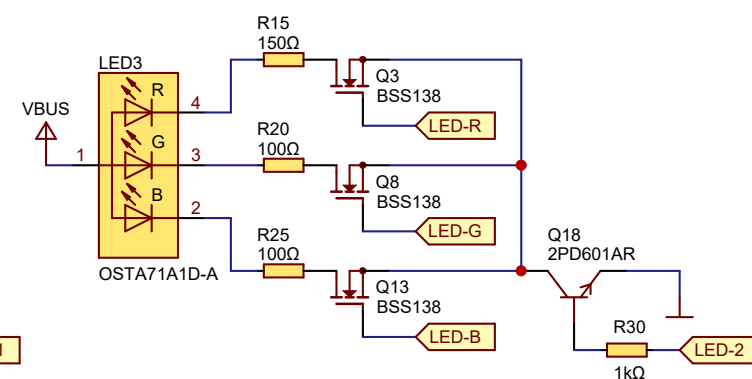 R15
150Ω
LED3
Q3
BSS138
R
4
VBUS
LED-R
R20
100Ω
G
1
3
Q8
BSS138
B
2
LED-G
R25
100Ω
Q18
2PD601AR
OSTA71A1D-A
Q13
BSS138
R30
LED-B
LED-2
1kΩ